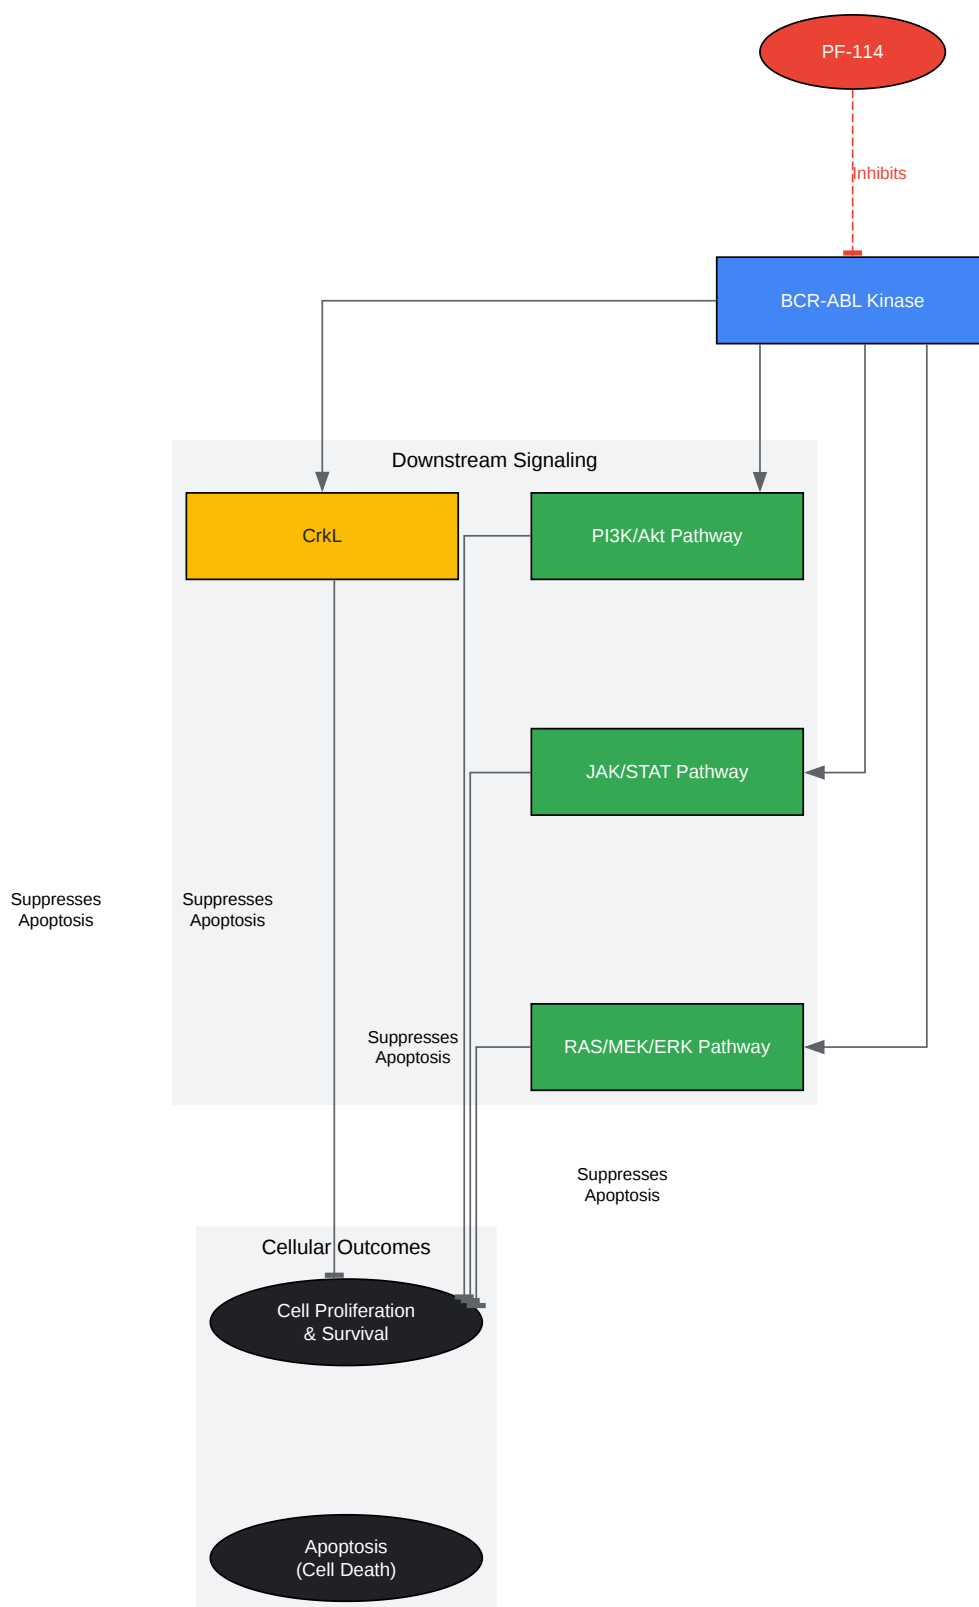 PF-114
Inhibits
BCR-ABL Kinase
Downstream Signaling
CrkL
PI3K/Akt Pathway
JAK/STAT Pathway
Suppresses
Apoptosis
Suppresses
Apoptosis
Suppresses
Apoptosis
RAS/MEK/ERK Pathway
Suppresses
Apoptosis
Cellular Outcomes
Cell Proliferation
& Survival
Apoptosis
(Cell Death)